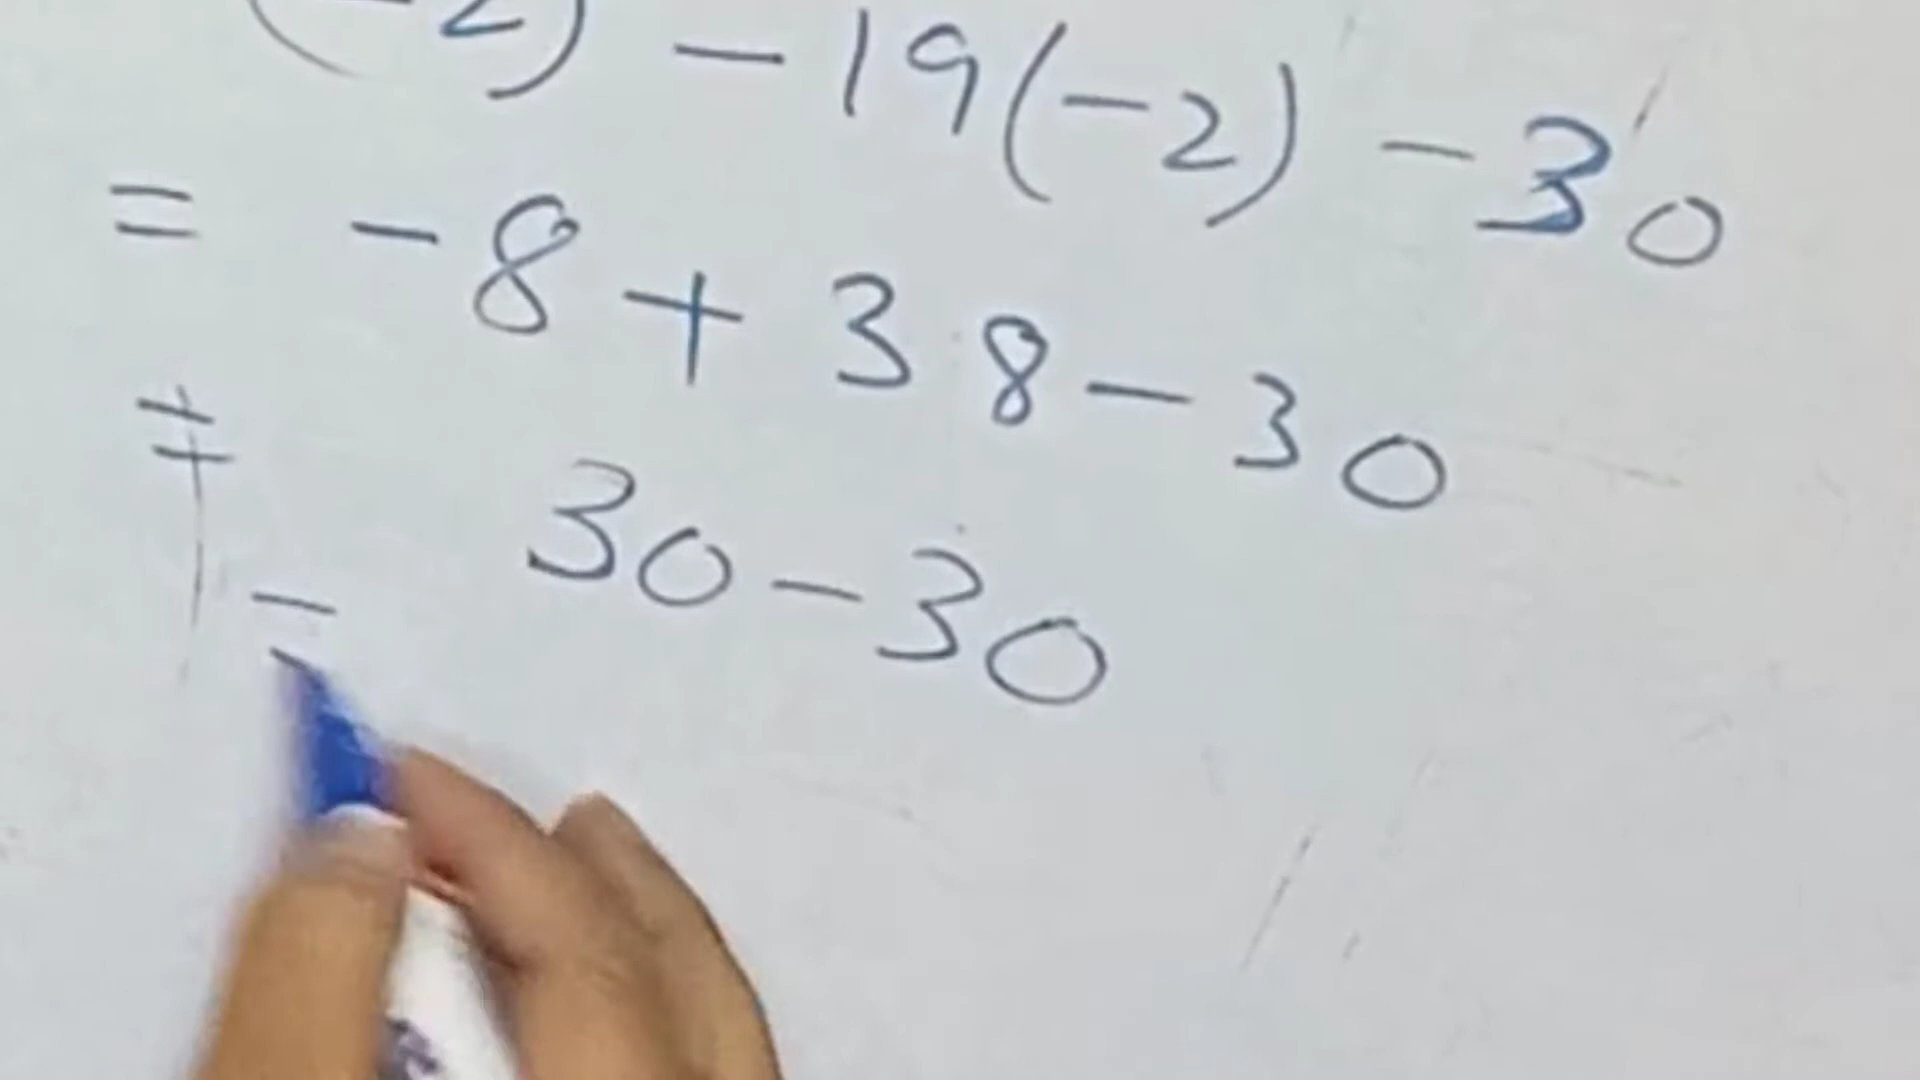 (-2) - 19(-2) - 30
= -8 + 38 - 30
= 30 - 30
=